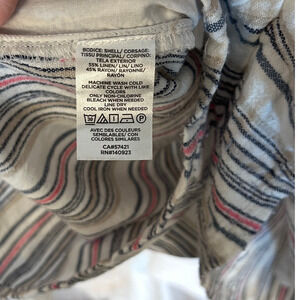 BODICE: SHELL/ CORSAGE:
TISSU PRINCIPAL/ CORPINO:
TELA EXTERIOR
55% LINEN/ LIN/ LINO
45% RAYON/ RAYONNE/
RAYÓN
MACHINE WASH COLD
DELICATE CYCLE WITH LIKE
COLORS
ONLY NON-CHLORINE
BLEACH WHEN NEEDED
LINE DRY
COOL IRON WHEN NEEDED
AVEC DES COULEURS
SEMBLABLES/ CON
COLORES SIMILARES
CA#57421
RN#140923